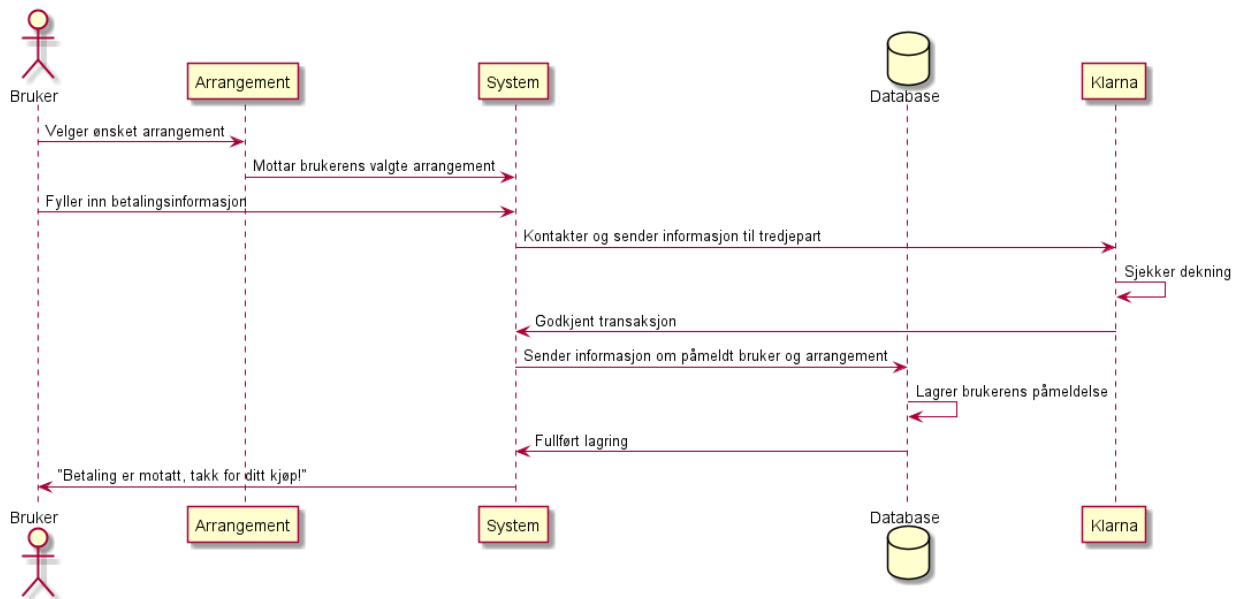 Bruker
Arrangement
System
Database
Klarna
Velger ønsket arrangement
Mottar brukerens valgte arrangement
Fyller inn betalingsinformasjon
Kontakter og sender informasjon til tredjepart
Sjekker dekning
Godkjent transaksjon
Sender informasjon om påmeldt bruker og arrangement
Lagrer brukerens påmeldelse
Fullført lagring
"Betaling er motatt, takk for ditt kjøp!"
Bruker
Arrangement
System
Database
Klarna